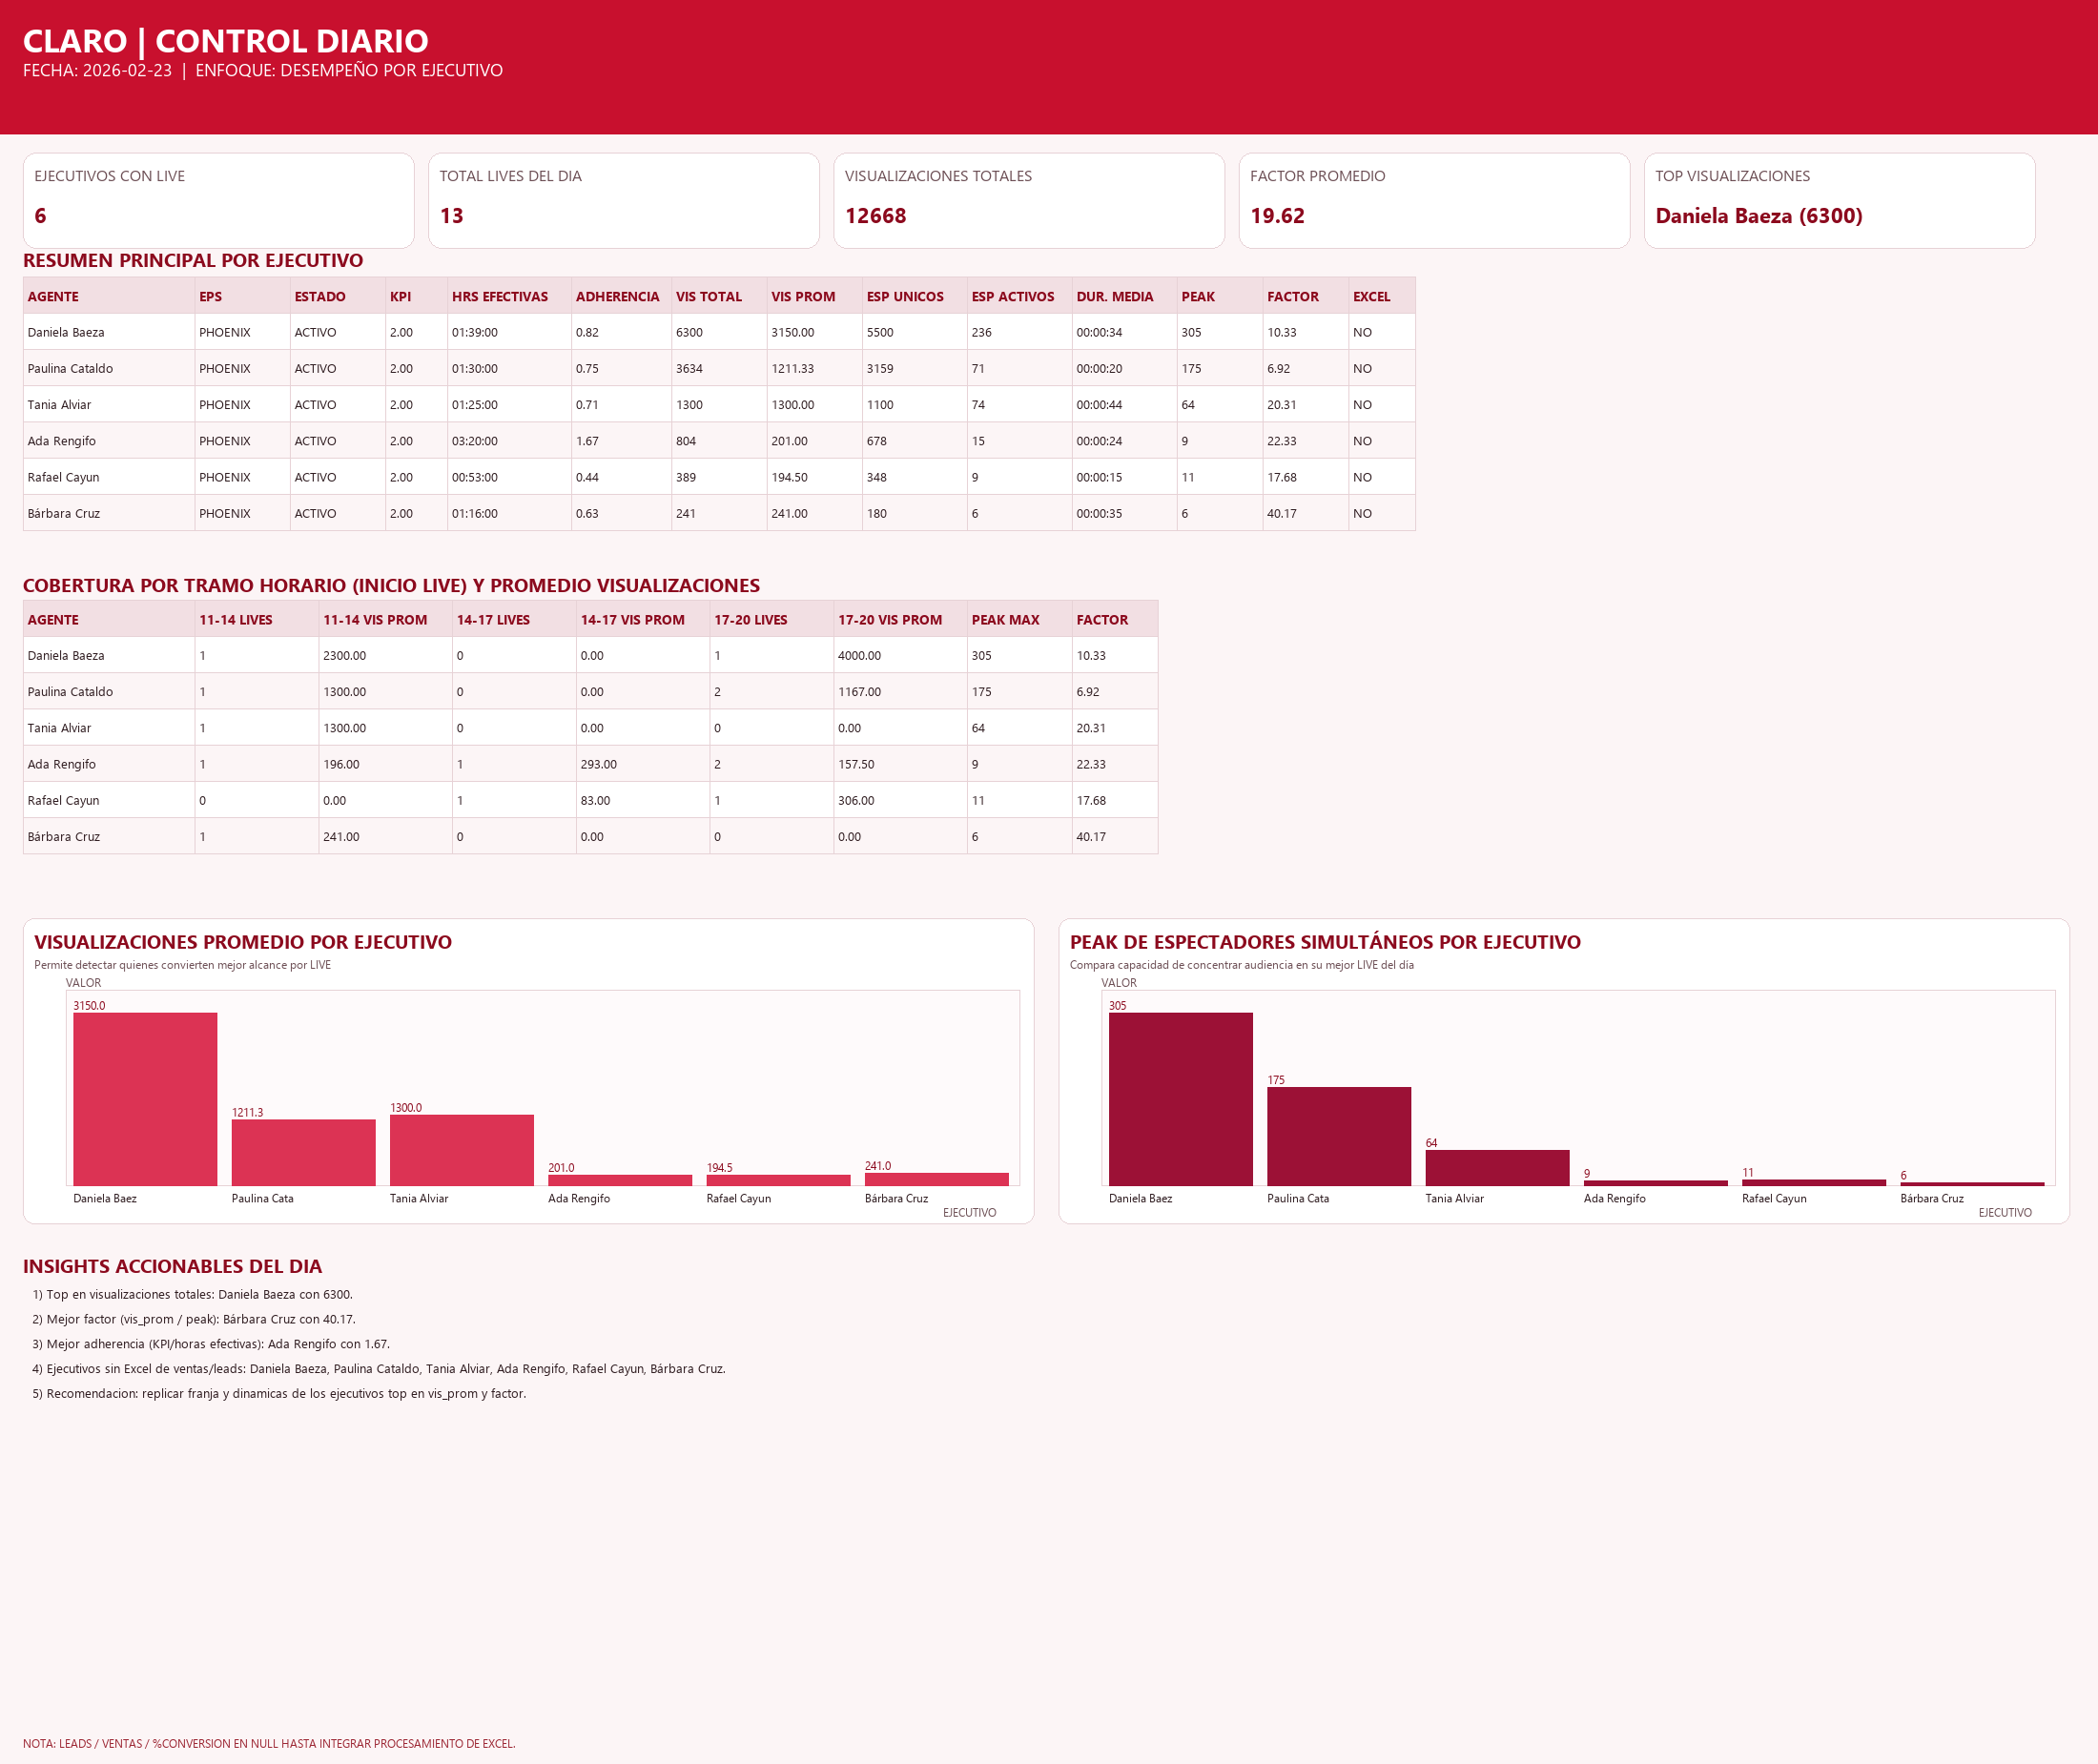 CLARO | CONTROL DIARIO
FECHA: 2026-02-23 | ENFOQUE: DESEMPEÑO POR EJECUTIVO
EJECUTIVOS CON LIVE
6
TOTAL LIVES DEL DIA
13
VISUALIZACIONES TOTALES
12668
FACTOR PROMEDIO
19.62
TOP VISUALIZACIONES
Daniela Baeza (6300)
RESUMEN PRINCIPAL POR EJECUTIVO
AGENTE EPS ESTADO KPI HRS EFECTIVAS ADHERENCIA VIS TOTAL VIS PROM ESP UNICOS ESP ACTIVOS DUR. MEDIA PEAK FACTOR EXCEL
Daniela Baeza PHOENIX ACTIVO 2.00 01:39:00 0.82 6300 3150.00 5500 236 00:00:34 305 10.33 NO
Paulina Cataldo PHOENIX ACTIVO 2.00 01:30:00 0.75 3634 1211.33 3159 71 00:00:20 175 6.92 NO
Tania Alviar PHOENIX ACTIVO 2.00 01:25:00 0.71 1300 1300.00 1100 74 00:00:44 64 20.31 NO
Ada Rengifo PHOENIX ACTIVO 2.00 03:20:00 1.67 804 201.00 678 15 00:00:24 9 22.33 NO
Rafael Cayun PHOENIX ACTIVO 2.00 00:53:00 0.44 389 194.50 348 9 00:00:15 11 17.68 NO
Bárbara Cruz PHOENIX ACTIVO 2.00 01:16:00 0.63 241 241.00 180 6 00:00:35 6 40.17 NO
COBERTURA POR TRAMO HORARIO (INICIO LIVE) Y PROMEDIO VISUALIZACIONES
AGENTE 11-14 LIVES 11-14 VIS PROM 14-17 LIVES 14-17 VIS PROM 17-20 LIVES 17-20 VIS PROM PEAK MAX FACTOR
Daniela Baeza 1 2300.00 0 0.00 1 4000.00 305 10.33
Paulina Cataldo 1 1300.00 0 0.00 2 1167.00 175 6.92
Tania Alviar 1 1300.00 0 0.00 0 0.00 64 20.31
Ada Rengifo 1 196.00 1 293.00 2 157.50 9 22.33
Rafael Cayun 0 0.00 1 83.00 1 306.00 11 17.68
Bárbara Cruz 1 241.00 0 0.00 0 0.00 6 40.17
VISUALIZACIONES PROMEDIO POR EJECUTIVO
Permite detectar quienes convierten mejor alcance por LIVE
VALOR
3150.0
1211.3
1300.0
201.0
194.5
241.0
Daniela Baez Paulina Cata Tania Alviar Ada Rengifo Rafael Cayun Bárbara Cruz
EJECUTIVO
PEAK DE ESPECTADORES SIMULTÁNEOS POR EJECUTIVO
Compara capacidad de concentrar audiencia en su mejor LIVE del día
VALOR
305
175
64
9
11
6
Daniela Baez Paulina Cata Tania Alviar Ada Rengifo Rafael Cayun Bárbara Cruz
EJECUTIVO
INSIGHTS ACCIONABLES DEL DIA
1) Top en visualizaciones totales: Daniela Baeza con 6300.
2) Mejor factor (vis_prom / peak): Bárbara Cruz con 40.17.
3) Mejor adherencia (KPI/horas efectivas): Ada Rengifo con 1.67.
4) Ejecutivos sin Excel de ventas/leads: Daniela Baeza, Paulina Cataldo, Tania Alviar, Ada Rengifo, Rafael Cayun, Bárbara Cruz.
5) Recomendacion: replicar franja y dinamicas de los ejecutivos top en vis_prom y factor.
NOTA: LEADS / VENTAS / %CONVERSION EN NULL HASTA INTEGRAR PROCESAMIENTO DE EXCEL.